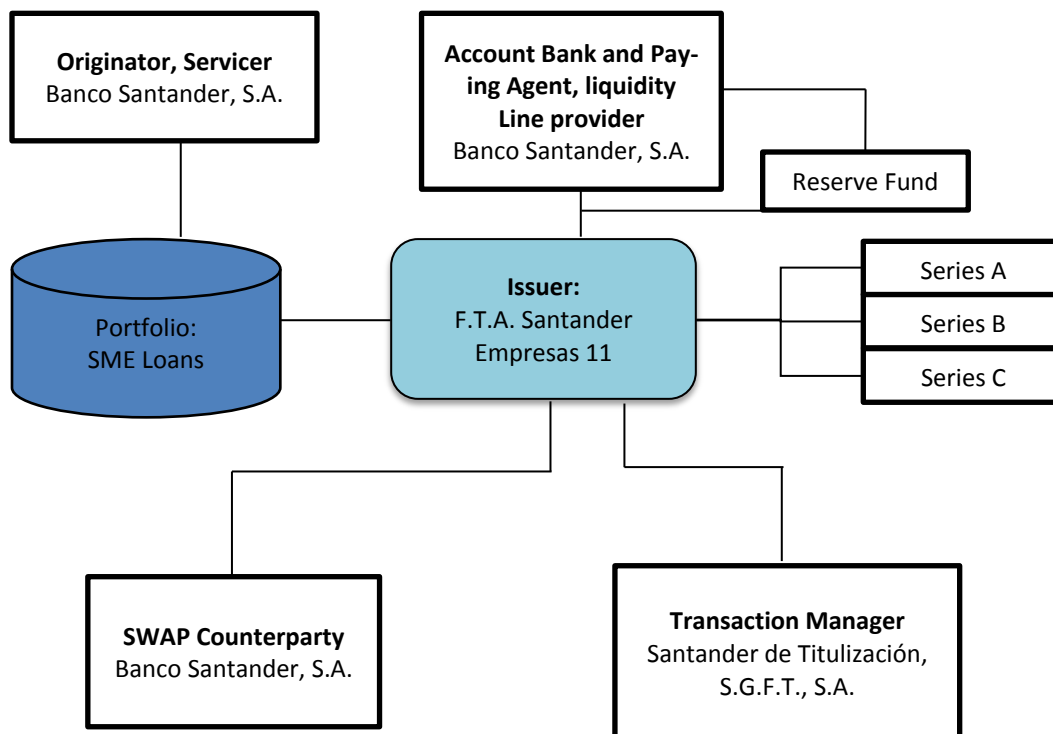 Originator, Servicer
Banco Santander, S.A.
Account Bank and Pay-
ing Agent, liquidity
Line provider
Banco Santander, S.A.
Reserve Fund
Portfolio:
SME Loans
Issuer:
F.T.A. Santander
Empresas 11
Series A
Series B
Series C
SWAP Counterparty
Banco Santander, S.A.
Transaction Manager
Santander de Titulización,
S.G.F.T., S.A.